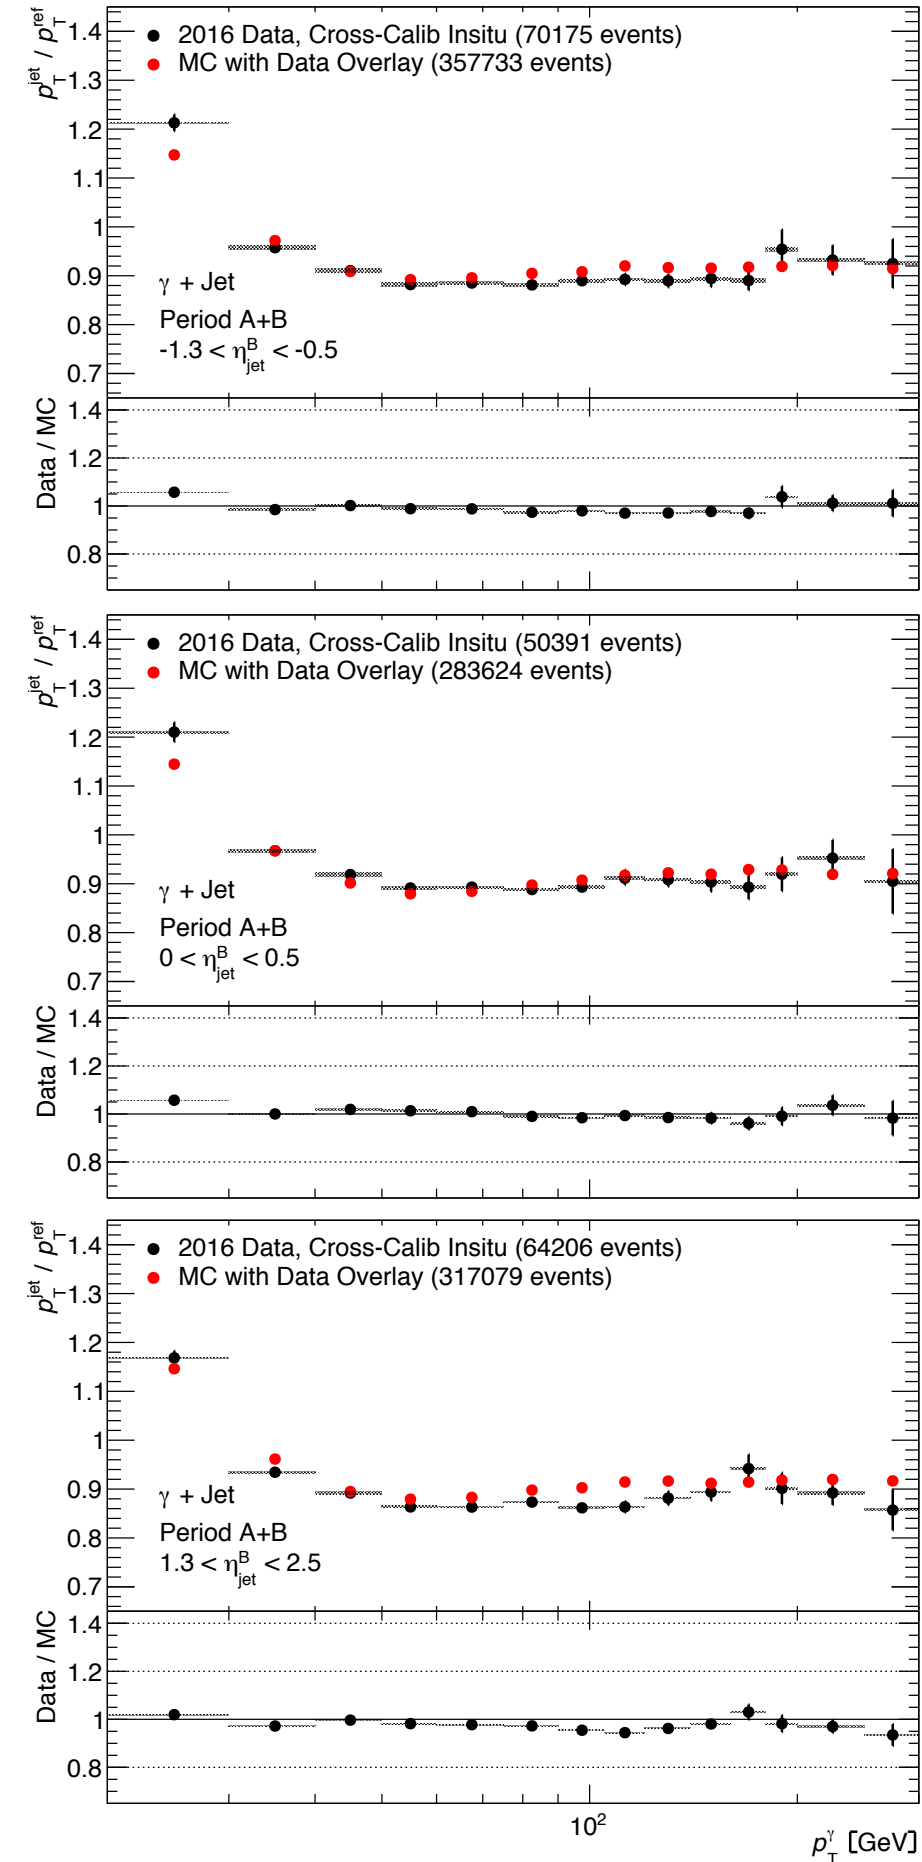 p_T^jet / p_T^ref
1.4
1.3
1.2
1.1
1
0.9
0.8
0.7
2016 Data, Cross-Calib Insitu (70175 events)
MC with Data Overlay (357733 events)
γ + Jet
Period A+B
-1.3 < η_jet^B < -0.5
Data / MC
1.4
1.2
1
0.8
p_T^jet / p_T^ref
1.4
1.3
1.2
1.1
1
0.9
0.8
0.7
2016 Data, Cross-Calib Insitu (50391 events)
MC with Data Overlay (283624 events)
γ + Jet
Period A+B
0 < η_jet^B < 0.5
Data / MC
1.4
1.2
1
0.8
p_T^jet / p_T^ref
1.4
1.3
1.2
1.1
1
0.9
0.8
0.7
2016 Data, Cross-Calib Insitu (64206 events)
MC with Data Overlay (317079 events)
γ + Jet
Period A+B
1.3 < η_jet^B < 2.5
Data / MC
1.4
1.2
1
0.8
10²
p_T^γ [GeV]